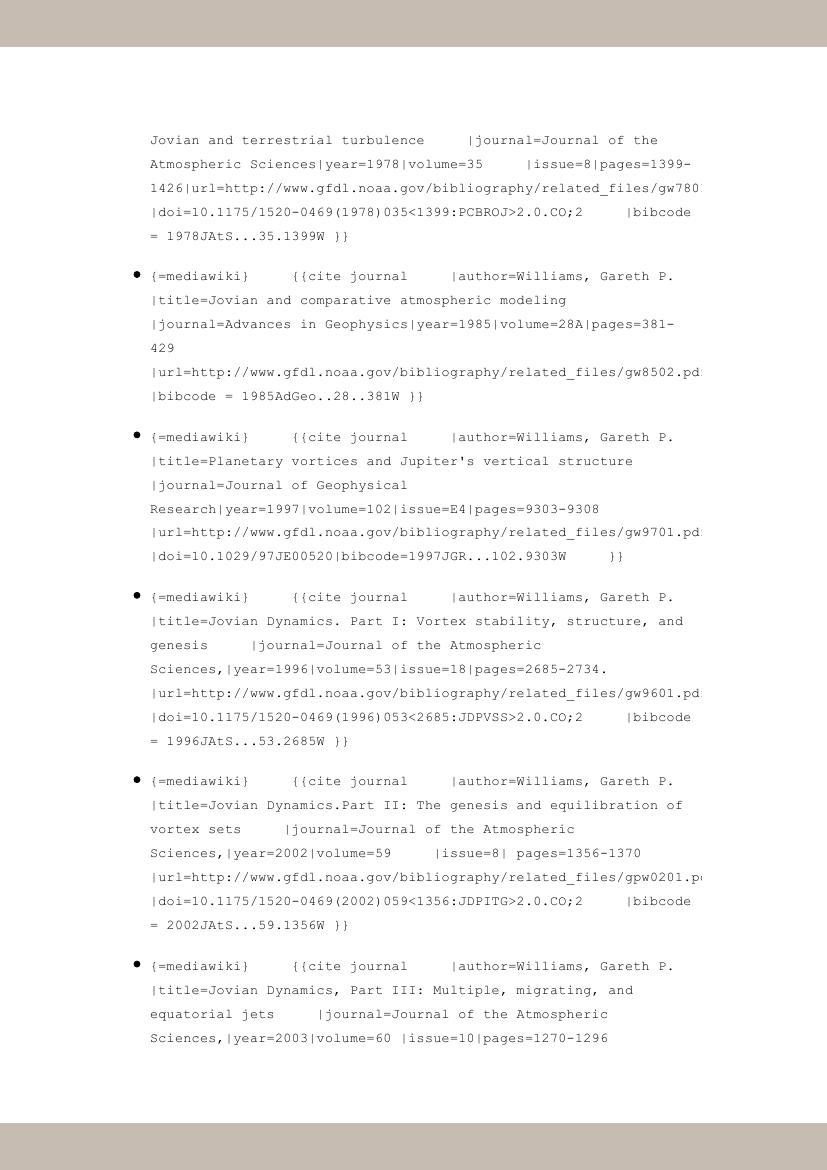 Jovian and terrestrial turbulence |journal=Journal of the
Atmospheric Sciences|year=1978|volume=35 |issue=8|pages=1399-
1426|url=http://www.gfdl.noaa.gov/bibliography/related_files/gw780
|doi=10.1175/1520-0469(1978)035<1399:PCBROJ>2.0.CO;2 |bibcode
= 1978JAtS...35.1399W }}
• {=mediawiki} {{cite journal |author=Williams, Gareth P.
|title=Jovian and comparative atmospheric modeling
|journal=Advances in Geophysics|year=1985|volume=28A|pages=381-
429
|url=http://www.gfdl.noaa.gov/bibliography/related_files/gw8502.pd
|bibcode = 1985AdGeo..28..381W }}
• {=mediawiki} {{cite journal |author=Williams, Gareth P.
|title=Planetary vortices and Jupiter's vertical structure
|journal=Journal of Geophysical
Research|year=1997|volume=102|issue=E4|pages=9303-9308
|url=http://www.gfdl.noaa.gov/bibliography/related_files/gw9701.pd
|doi=10.1029/97JE00520|bibcode=1997JGR...102.9303W }}
• {=mediawiki} {{cite journal |author=Williams, Gareth P.
|title=Jovian Dynamics. Part I: Vortex stability, structure, and
genesis |journal=Journal of the Atmospheric
Sciences,|year=1996|volume=53|issue=18|pages=2685-2734.
|url=http://www.gfdl.noaa.gov/bibliography/related_files/gw9601.pd
|doi=10.1175/1520-0469(1996)053<2685:JDPVSS>2.0.CO;2 |bibcode
= 1996JAtS...53.2685W }}
• {=mediawiki} {{cite journal |author=Williams, Gareth P.
|title=Jovian Dynamics.Part II: The genesis and equilibration of
vortex sets |journal=Journal of the Atmospheric
Sciences,|year=2002|volume=59 |issue=8| pages=1356-1370
|url=http://www.gfdl.noaa.gov/bibliography/related_files/gpw0201.p
|doi=10.1175/1520-0469(2002)059<1356:JDPITG>2.0.CO;2 |bibcode
= 2002JAtS...59.1356W }}
• {=mediawiki} {{cite journal |author=Williams, Gareth P.
|title=Jovian Dynamics, Part III: Multiple, migrating, and
equatorial jets |journal=Journal of the Atmospheric
Sciences,|year=2003|volume=60 |issue=10|pages=1270-1296